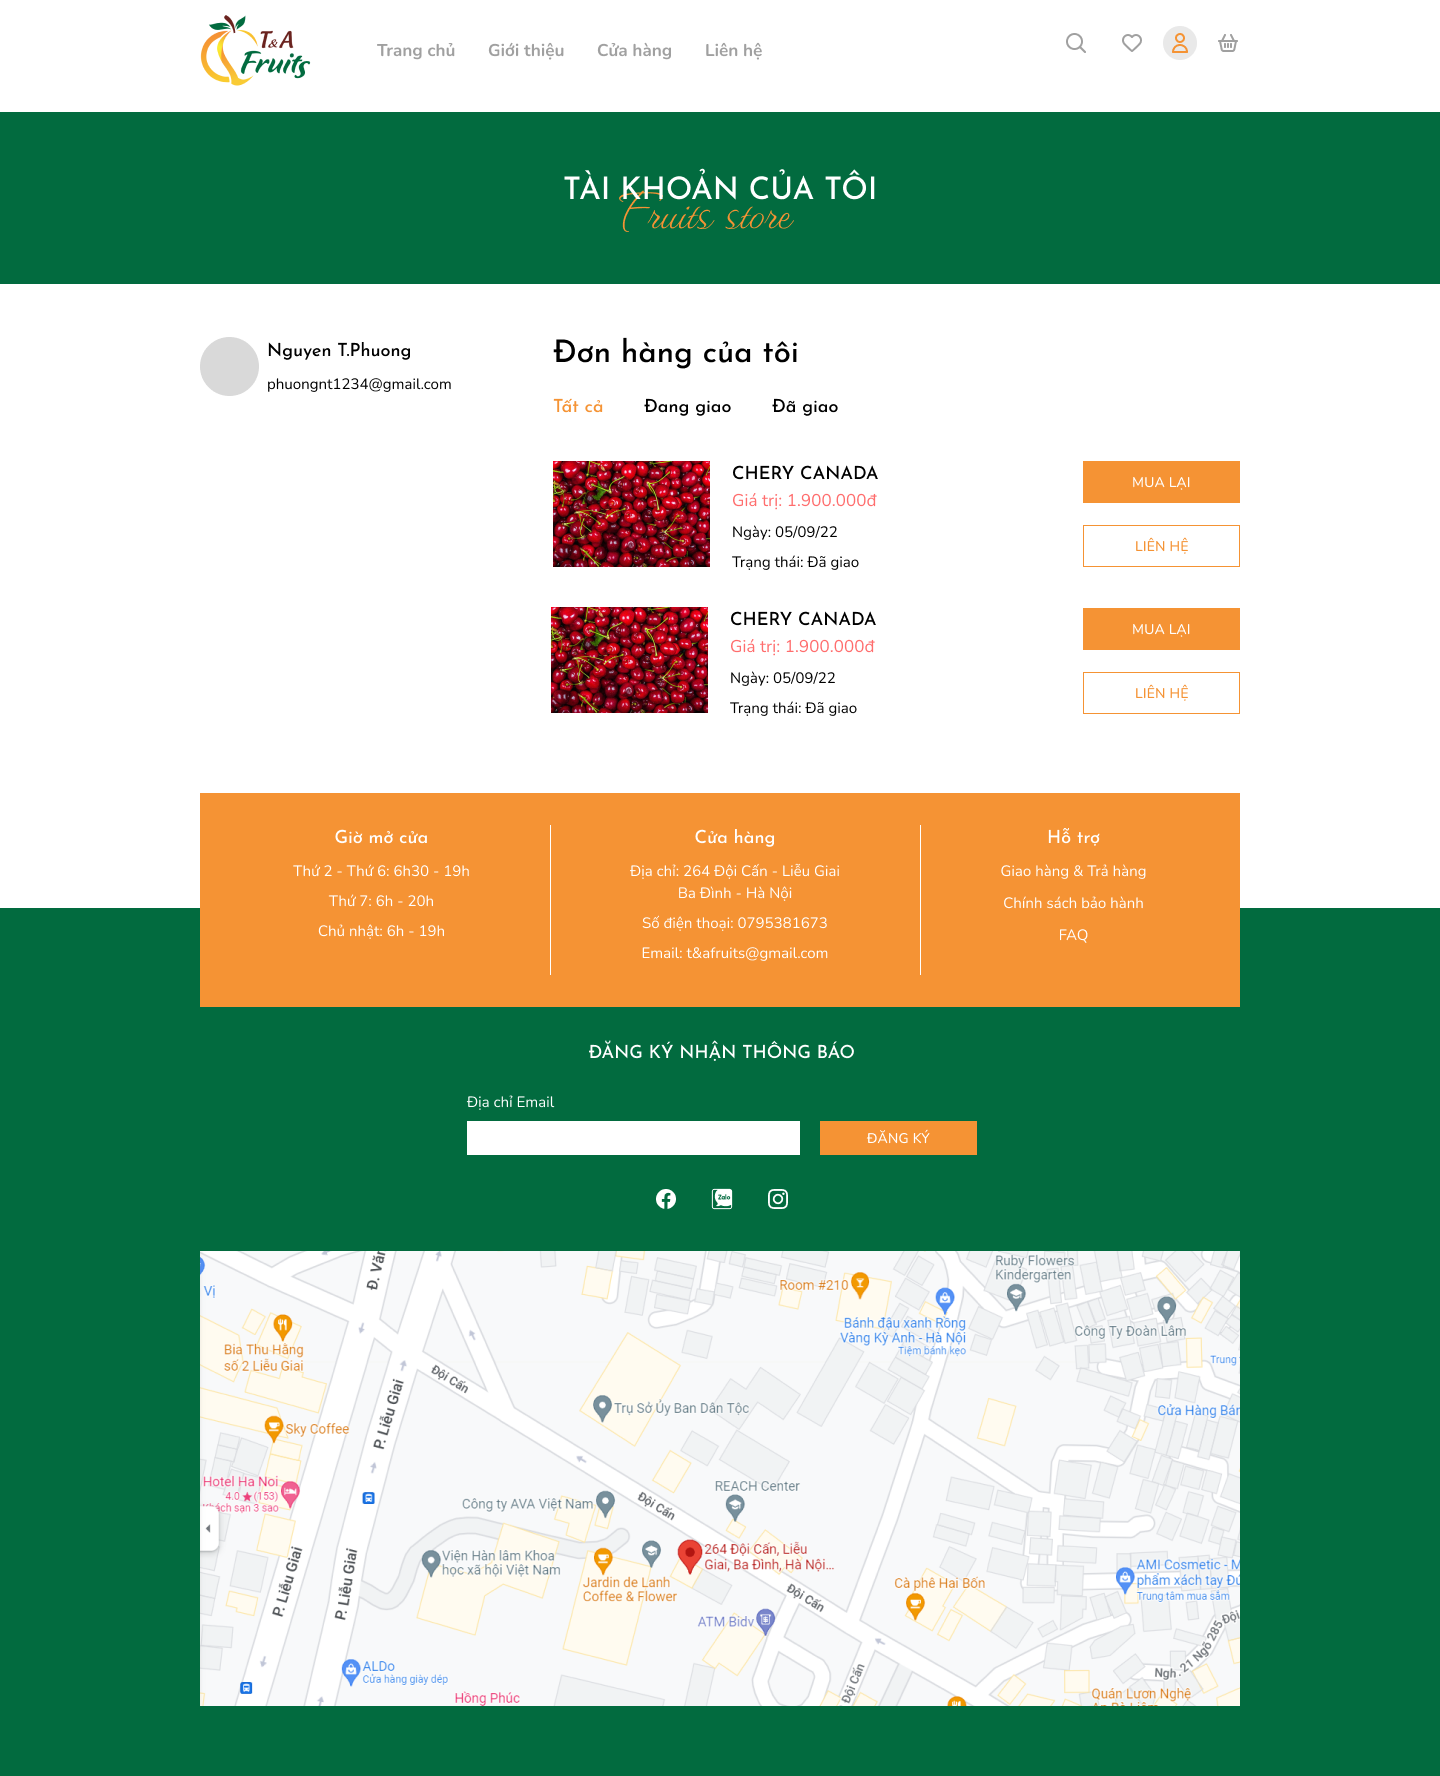 T&A
Fruits
Trang chủ
Giới thiệu
Cửa hàng
Liên hệ
TÀI KHOẢN CỦA TÔI
Fruits store
Nguyen T.Phuong
phuongnt1234@gmail.com
Đơn hàng của tôi
Tất cả
Đang giao
Đã giao
CHERY CANADA
Giá trị: 1.900.000đ
Ngày: 05/09/22
Trạng thái: Đã giao
MUA LẠI
LIÊN HỆ
CHERY CANADA
Giá trị: 1.900.000đ
Ngày: 05/09/22
Trạng thái: Đã giao
MUA LẠI
LIÊN HỆ
Giờ mở cửa
Thứ 2 - Thứ 6: 6h30 - 19h
Thứ 7: 6h - 20h
Chủ nhật: 6h - 19h
Cửa hàng
Địa chỉ: 264 Đội Cấn - Liễu Giai
Ba Đình - Hà Nội
Số điện thoại: 0795381673
Email: t&afruits@gmail.com
Hỗ trợ
Giao hàng & Trả hàng
Chính sách bảo hành
FAQ
ĐĂNG KÝ NHẬN THÔNG BÁO
Địa chỉ Email
ĐĂNG KÝ
Zalo
Đ. Văn
Vị
Bia Thu Hằng
số 2 Liễu Giai
Sky Coffee
Hotel Ha Noi
4.0 ★ (153)
Khách sạn 3 sao
P. Liễu Giai
P. Liễu Giai
P. Liễu Giai
Đội Cấn
Room #210
Bánh đậu xanh Rồng
Vàng Kỳ Anh - Hà Nội
Tiệm bánh kẹo
Ruby Flowers
Kindergarten
Công Ty Đoàn Lâm
Trung
Cửa Hàng Bán
Trụ Sở Ủy Ban Dân Tộc
REACH Center
Công ty AVA Việt Nam
Đội Cấn
Viện Hàn lâm Khoa
học xã hội Việt Nam
Jardin de Lanh
Coffee & Flower
264 Đội Cấn, Liễu
Giai, Ba Đình, Hà Nội...
Đội Cấn
ATM Bidv
Cà phê Hai Bốn
AMI Cosmetic - M
phẩm xách tay Đứ
Trung tâm mua sắm
ALDo
Cửa hàng giày dép
Hồng Phúc
Đội Cấn
Ngh. 21 Ngõ 285 Đội
Quán Lươn Nghệ